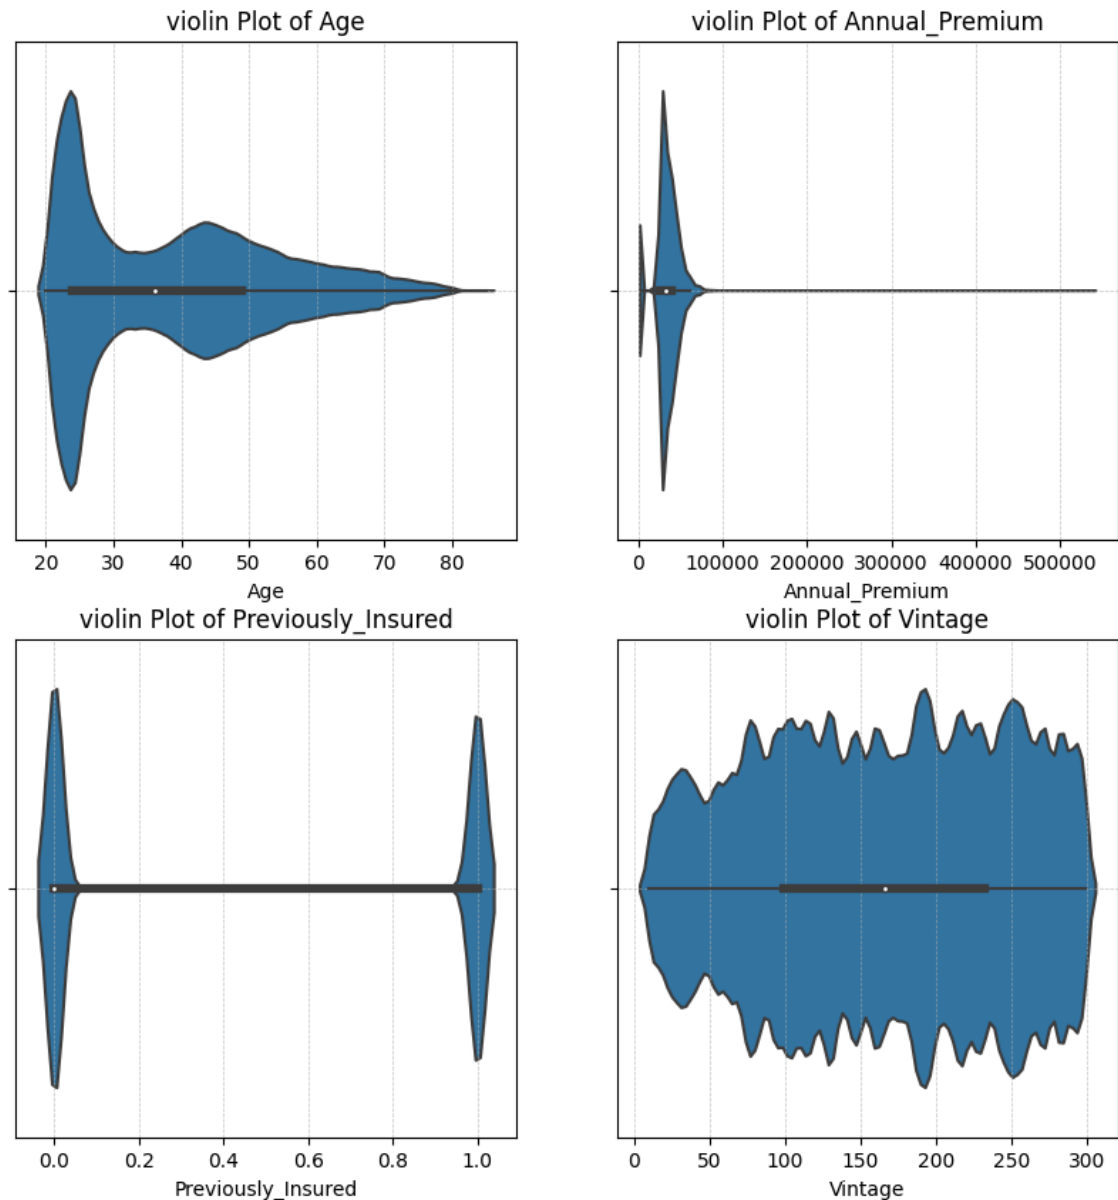 violin Plot of Age
20 30 40 50 60 70 80
Age
violin Plot of Annual_Premium
0 100000 200000 300000 400000 500000
Annual_Premium
violin Plot of Previously_Insured
0.0 0.2 0.4 0.6 0.8 1.0
Previously_Insured
violin Plot of Vintage
0 50 100 150 200 250 300
Vintage